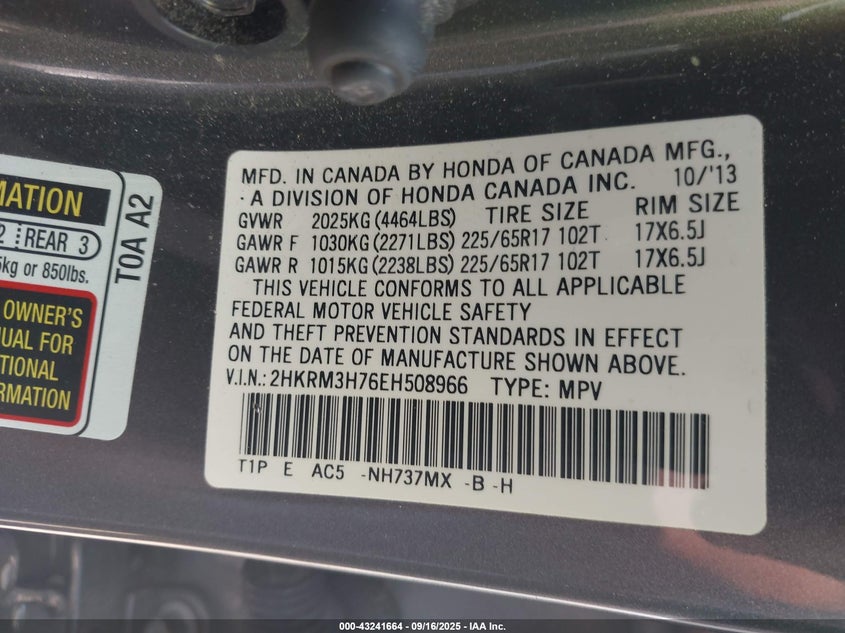 MFD. IN CANADA BY HONDA OF CANADA MFG.,
A DIVISION OF HONDA CANADA INC. 10/'13
GVWR 2025KG (4464LBS) TIRE SIZE RIM SIZE
GAWR F 1030KG (2271LBS) 225/65R17 102T 17X6.5J
GAWR R 1015KG (2238LBS) 225/65R17 102T 17X6.5J
THIS VEHICLE CONFORMS TO ALL APPLICABLE
FEDERAL MOTOR VEHICLE SAFETY
AND THEFT PREVENTION STANDARDS IN EFFECT
ON THE DATE OF MANUFACTURE SHOWN ABOVE.
V.I.N.: 2HKRM3H76EH508966 TYPE: MPV
T1P E AC5 -NH737MX -B -H
MATION
2 REAR 3
5kg or 850lbs.
OWNER'S
UAL FOR
TIONAL
RMATION
T0A A2
000-43241664 - 09/16/2025 - IAA Inc.